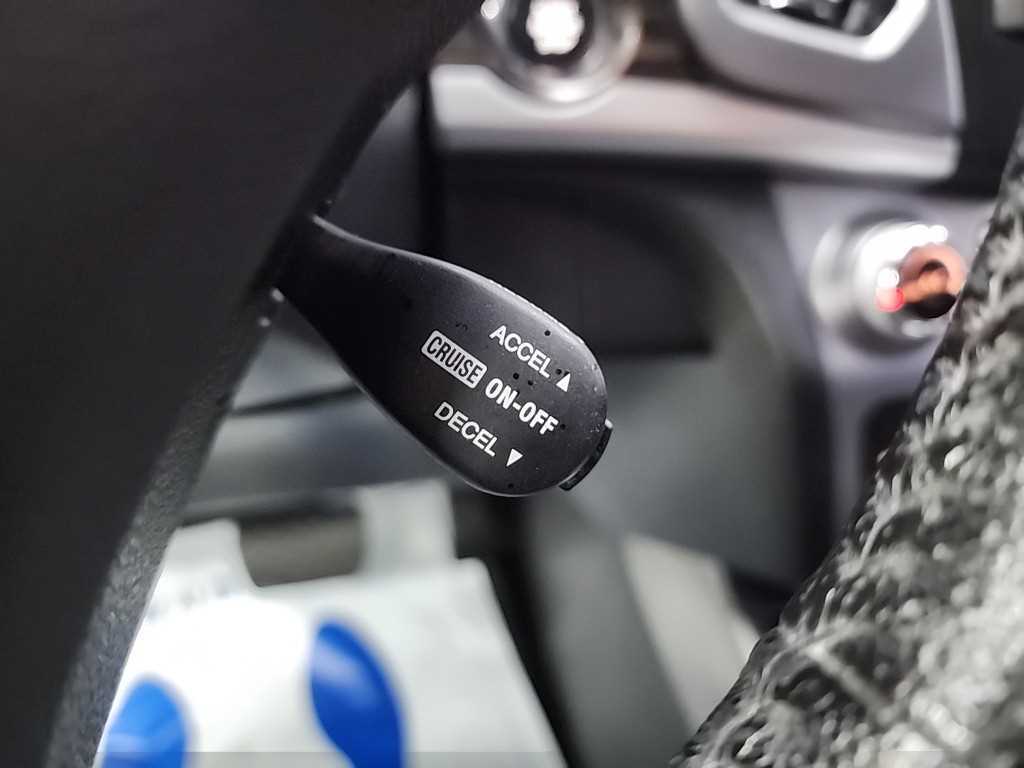 ACCEL ▲
CRUISE ON-OFF
DECEL ▼